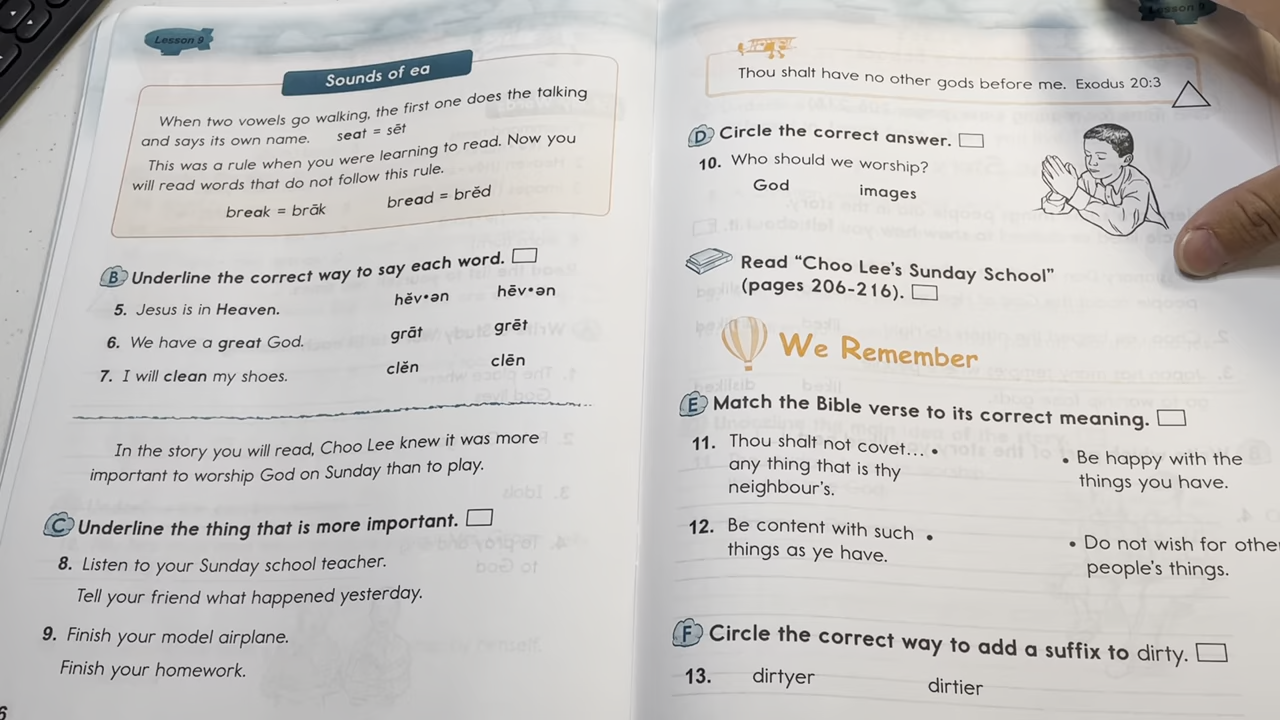 Lesson 9
Sounds of ea
When two vowels go walking, the first one does the talking
and says its own name. seat = sēt
This was a rule when you were learning to read. Now you
will read words that do not follow this rule.
break = brāk bread = brĕd
B Underline the correct way to say each word.
5. Jesus is in Heaven. hĕv•ən hēv•ən
6. We have a great God. grāt grēt
7. I will clean my shoes. clĕn clēn
In the story you will read, Choo Lee knew it was more
important to worship God on Sunday than to play.
C Underline the thing that is more important.
8. Listen to your Sunday school teacher.
Tell your friend what happened yesterday.
9. Finish your model airplane.
Finish your homework.
6
Lesson 9
Thou shalt have no other gods before me. Exodus 20:3
D Circle the correct answer.
10. Who should we worship?
God images
Read “Choo Lee’s Sunday School”
(pages 206-216).
We Remember
E Match the Bible verse to its correct meaning.
11. Thou shalt not covet... •
any thing that is thy
neighbour's.
• Be happy with the
things you have.
12. Be content with such •
things as ye have.
• Do not wish for other
people's things.
F Circle the correct way to add a suffix to dirty.
13. dirtyer dirtier